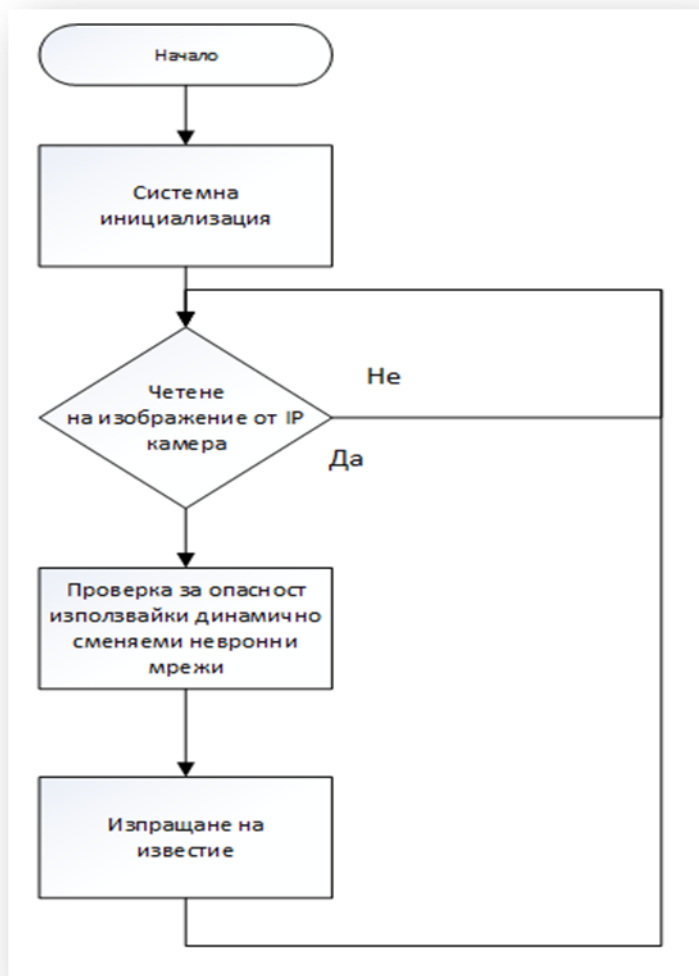 Начало
Системна
инициализация
Четене
на изображение от IP
камера
Не
Да
Проверка за опасност
използвайки динамично
сменяеми невронни
мрежи
Изпращане на
известие